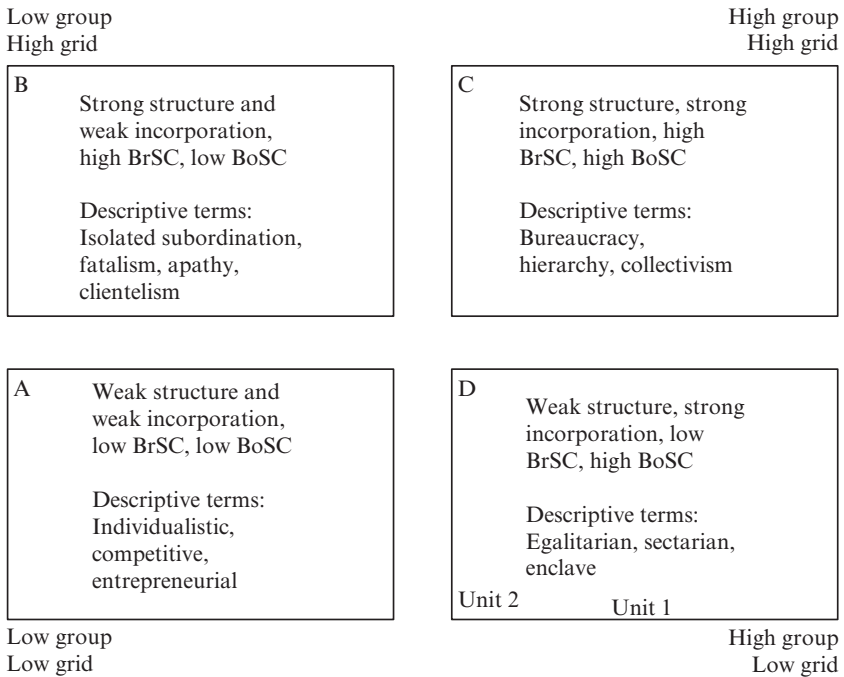 Low group
High grid
High group
High grid
B
Strong structure and
weak incorporation,
high BrSC, low BoSC
Descriptive terms:
Isolated subordination,
fatalism, apathy,
clientelism
C
Strong structure, strong
incorporation, high
BrSC, high BoSC
Descriptive terms:
Bureaucracy,
hierarchy, collectivism
A
Weak structure and
weak incorporation,
low BrSC, low BoSC
Descriptive terms:
Individualistic,
competitive,
entrepreneurial
D
Weak structure, strong
incorporation, low
BrSC, high BoSC
Descriptive terms:
Egalitarian, sectarian,
enclave
Unit 2
Unit 1
Low group
Low grid
High group
Low grid